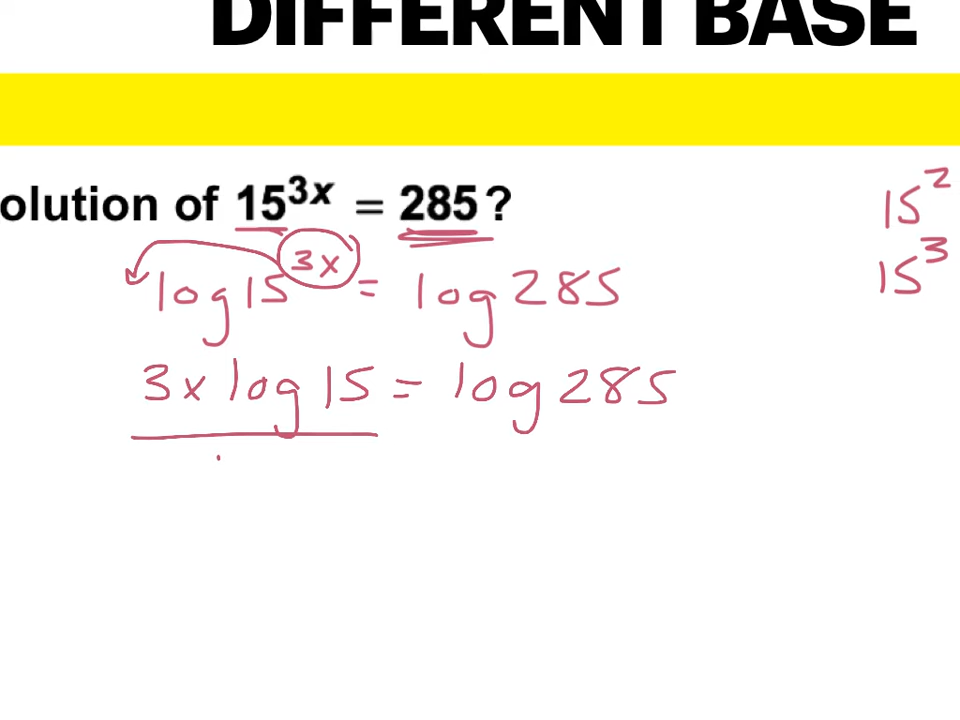 DIFFERENT BASE
olution of 15^{3x} = 285?
15^2
15^3
log 15^{3x} = log 285
3x log 15 = log 285